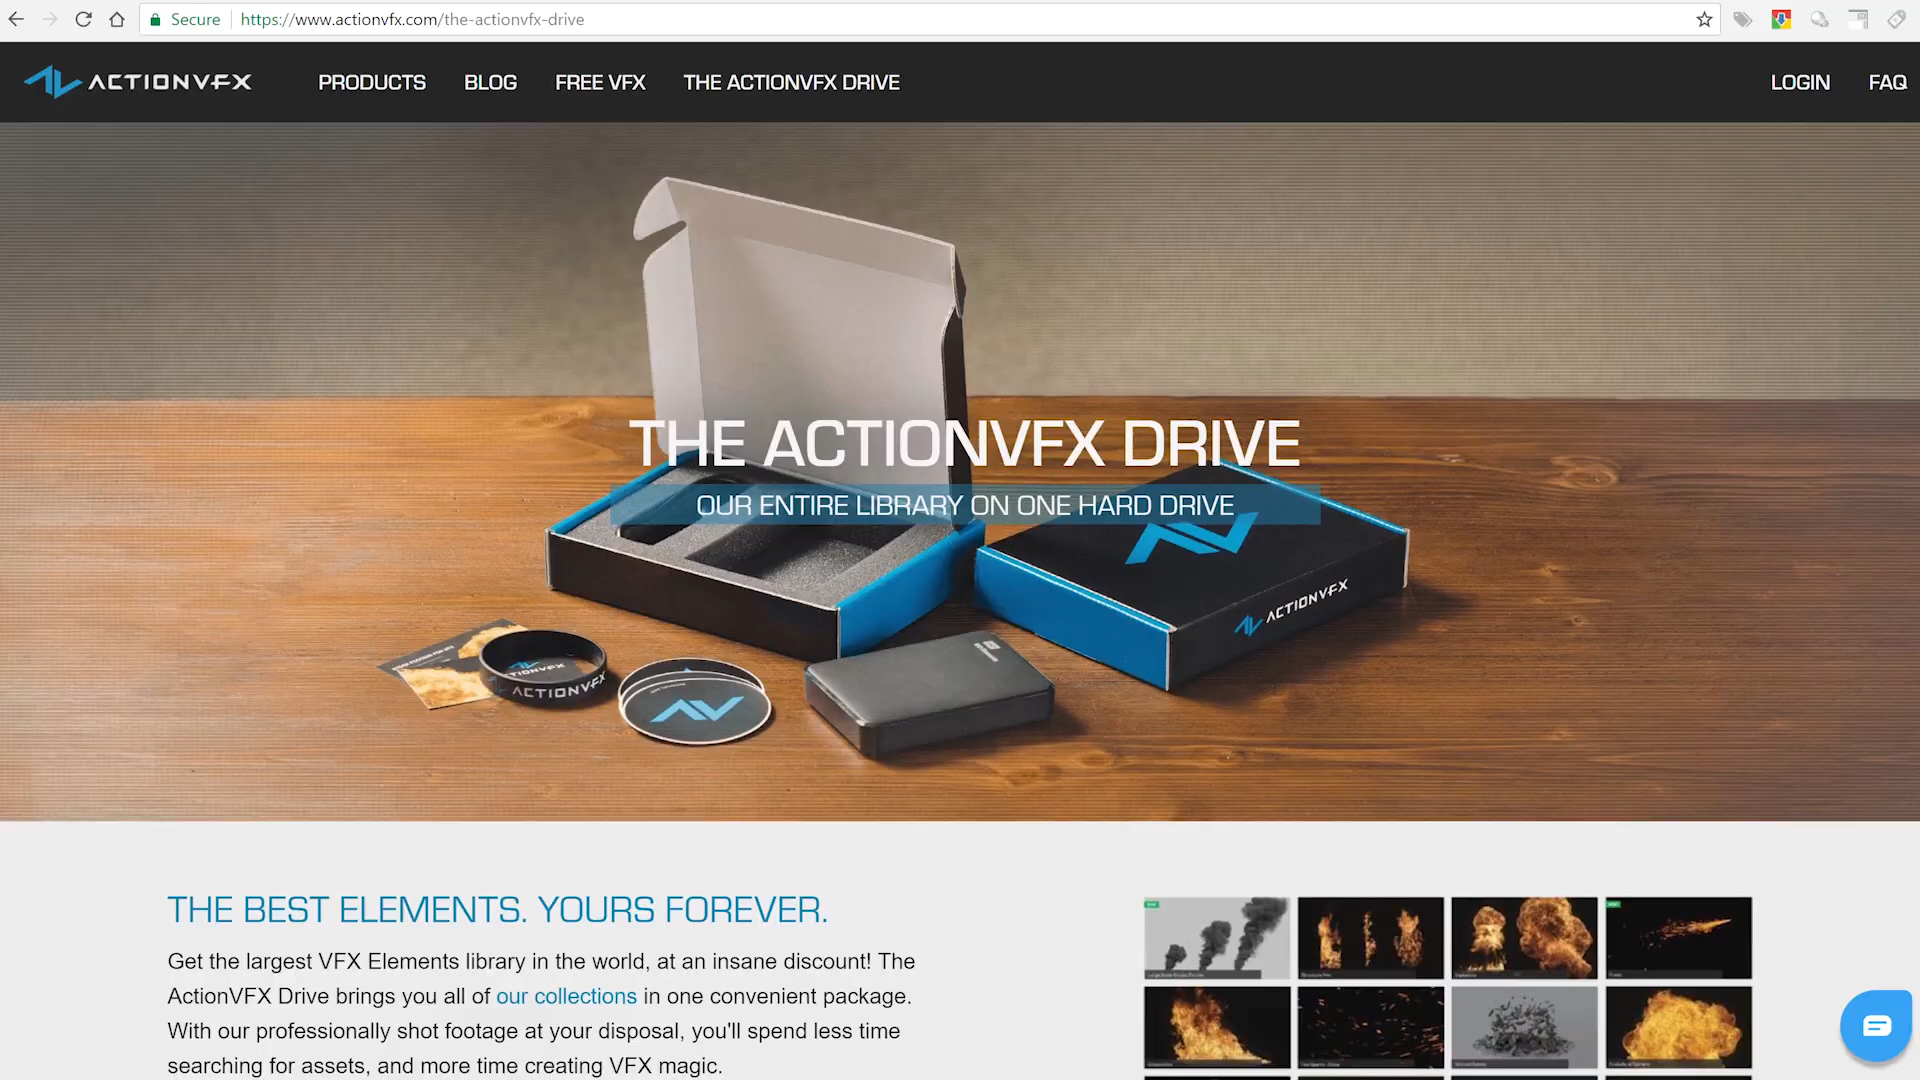 Secure https://www.actionvfx.com/the-actionvfx-drive
ACTIONVFX PRODUCTS BLOG FREE VFX THE ACTIONVFX DRIVE LOGIN FAQ
THE ACTIONVFX DRIVE
OUR ENTIRE LIBRARY ON ONE HARD DRIVE
ACTIONVFX
ACTIONVFX
THE BEST ELEMENTS. YOURS FOREVER.
Get the largest VFX Elements library in the world, at an insane discount! The
ActionVFX Drive brings you all of our collections in one convenient package.
With our professionally shot footage at your disposal, you'll spend less time
searching for assets, and more time creating VFX magic.